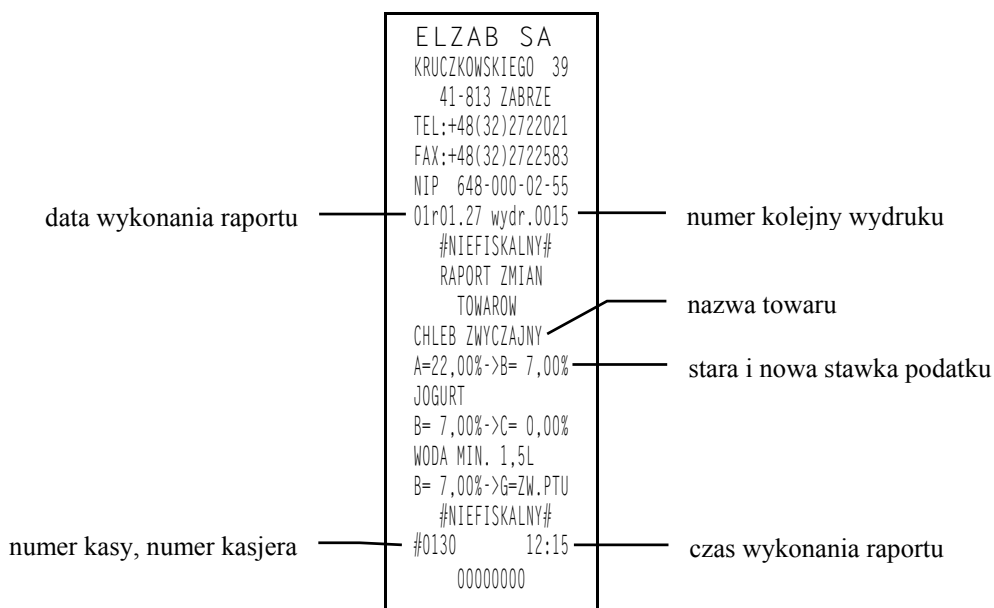 ELZAB SA
KRUCZKOWSKIEGO 39
41-813 ZABRZE
TEL:+48(32)2722021
FAX:+48(32)2722583
NIP 648-000-02-55
data wykonania raportu
01r01.27 wydr.0015
numer kolejny wydruku
#NIEFISKALNY#
RAPORT ZMIAN
TOWAROW
nazwa towaru
CHLEB ZWYCZAJNY
A=22,00%->B= 7,00%
stara i nowa stawka podatku
JOGURT
B= 7,00%->C= 0,00%
WODA MIN. 1,5L
B= 7,00%->G=ZW.PTU
#NIEFISKALNY#
numer kasy, numer kasjera
#0130 12:15
czas wykonania raportu
00000000